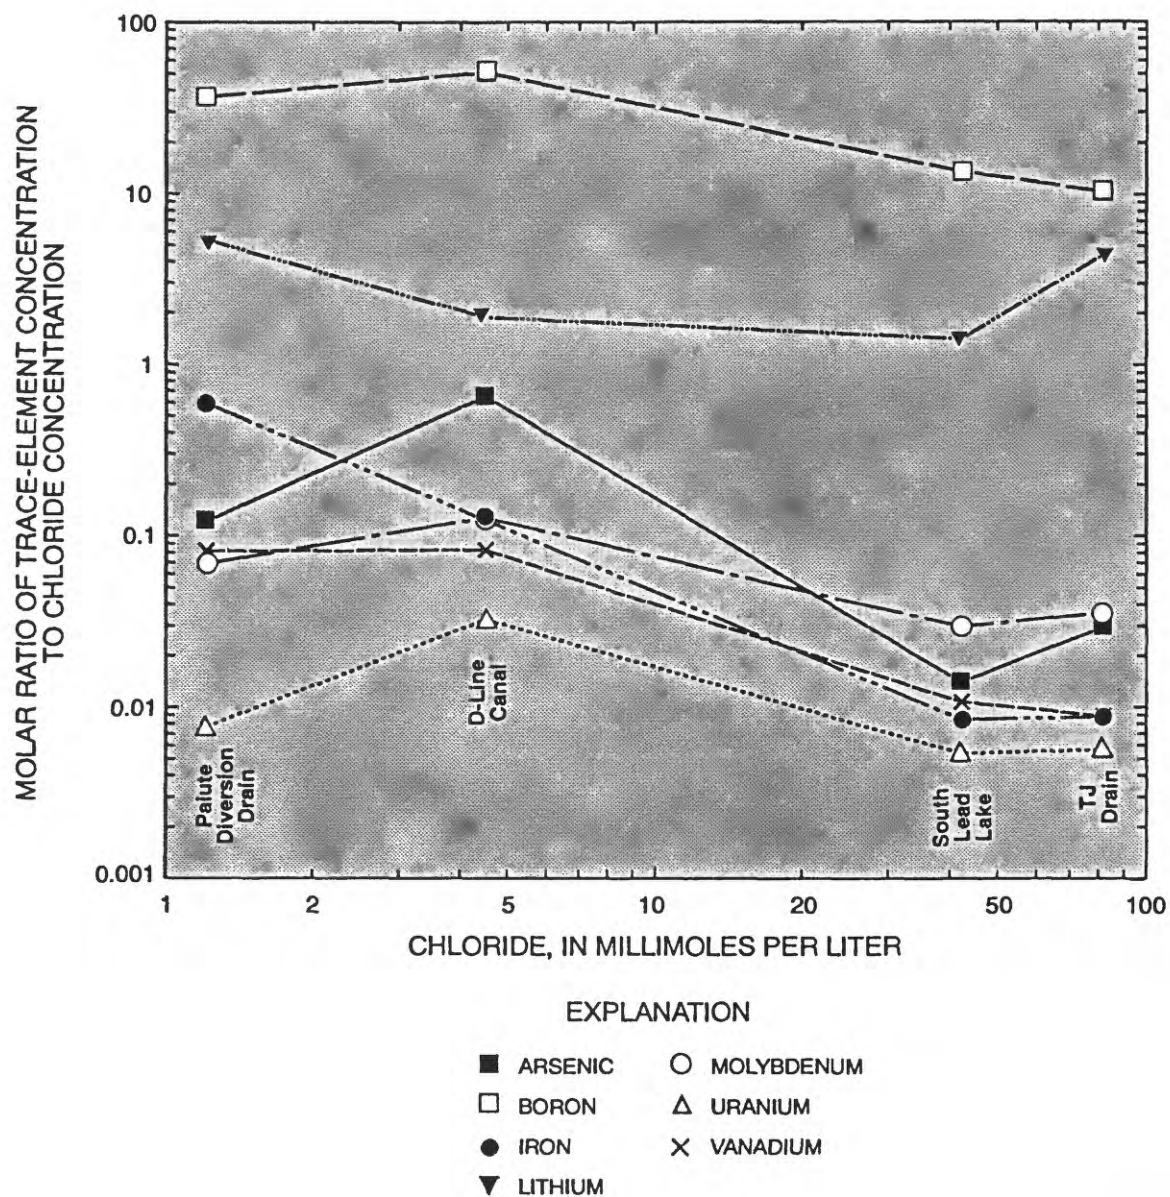 MOLAR RATIO OF TRACE-ELEMENT CONCENTRATION
TO CHLORIDE CONCENTRATION
100
10
1
0.1
0.01
0.001
Paiute
Diversion
Drain
D-Line
Canal
South
Lead
Lake
TJ
Drain
1
2
5
10
20
50
100
CHLORIDE, IN MILLIMOLES PER LITER
EXPLANATION
ARSENIC
MOLYBDENUM
BORON
URANIUM
IRON
VANADIUM
LITHIUM